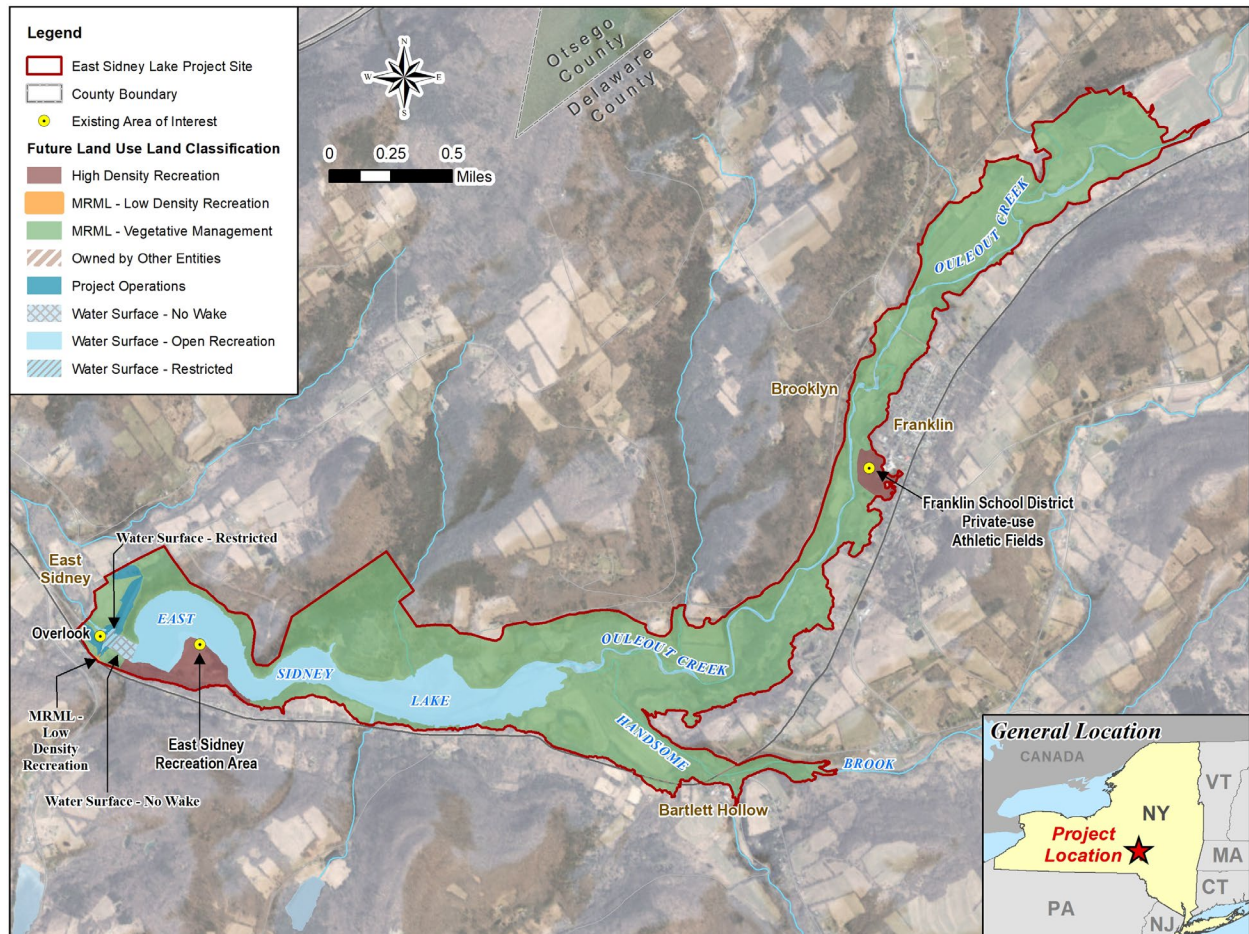 Legend
East Sidney Lake Project Site
County Boundary
Existing Area of Interest
Future Land Use Land Classification
High Density Recreation
MRML - Low Density Recreation
MRML - Vegetative Management
Owned by Other Entities
Project Operations
Water Surface - No Wake
Water Surface - Open Recreation
Water Surface - Restricted
N
W
E
S
0
0.25
0.5
Miles
Otsego
County
Delaware
County
OULEOUT CREEK
Brooklyn
Franklin
Franklin School District
Private-use
Athletic Fields
Water Surface - Restricted
East
Sidney
Overlook
EAST
SIDNEY
LAKE
OULEOUT CREEK
HANDSOME
BROOK
MRML -
Low
Density
Recreation
East Sidney
Recreation Area
Water Surface - No Wake
Bartlett Hollow
General Location
CANADA
VT
NY
Project
Location
MA
CT
PA
NJ